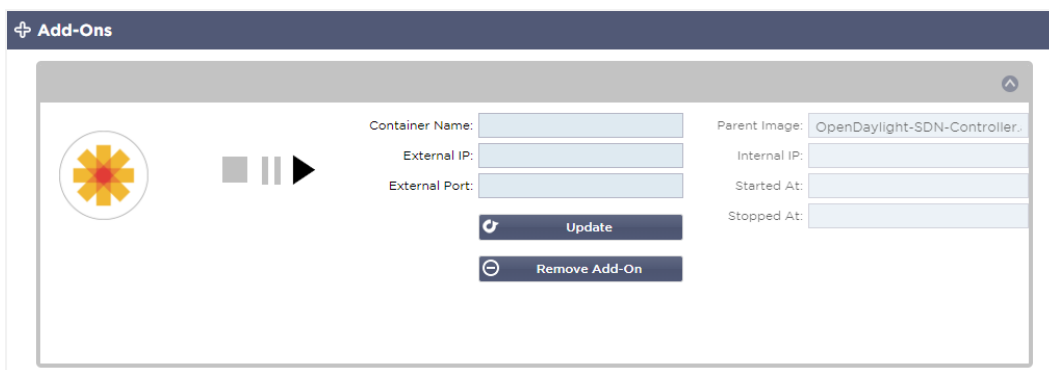 Add-Ons
Container Name:
External IP:
External Port:
Update
Remove Add-On
Parent Image: OpenDaylight-SDN-Controller.
Internal IP:
Started At:
Stopped At: